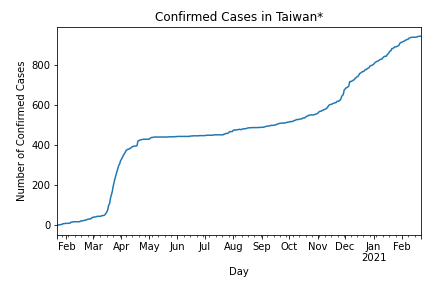 Confirmed Cases in Taiwan*
Number of Confirmed Cases
800
600
400
200
0
Feb Mar Apr May Jun Jul Aug Sep Oct Nov Dec Jan Feb
2021
Day